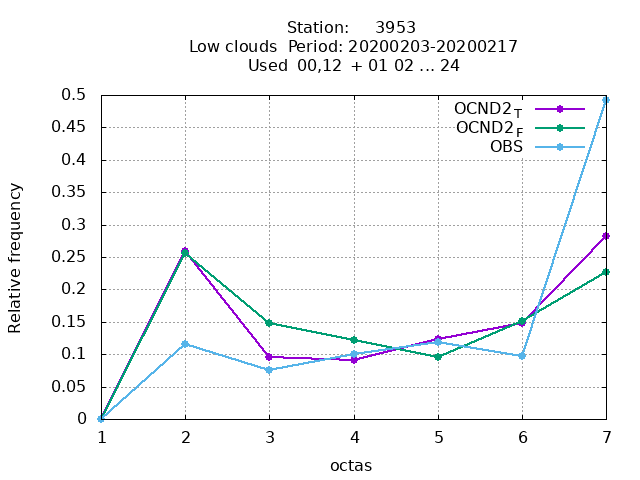 Station: 3953
Low clouds Period: 20200203-20200217
Used 00,12 + 01 02 ... 24
OCND2_T
OCND2_F
OBS
Relative frequency
0.5
0.45
0.4
0.35
0.3
0.25
0.2
0.15
0.1
0.05
0
1 2 3 4 5 6 7
octas